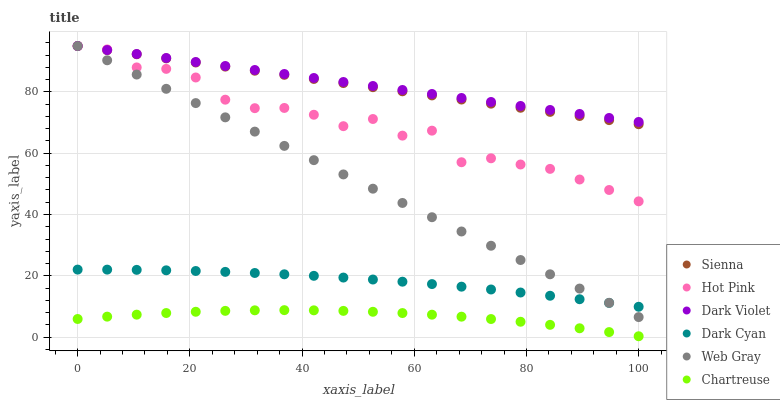 title
yaxis_label
80
60
40
20
0
0
20
40
60
80
100
xaxis_label
Sienna
Hot Pink
Dark Violet
Dark Cyan
Web Gray
Chartreuse